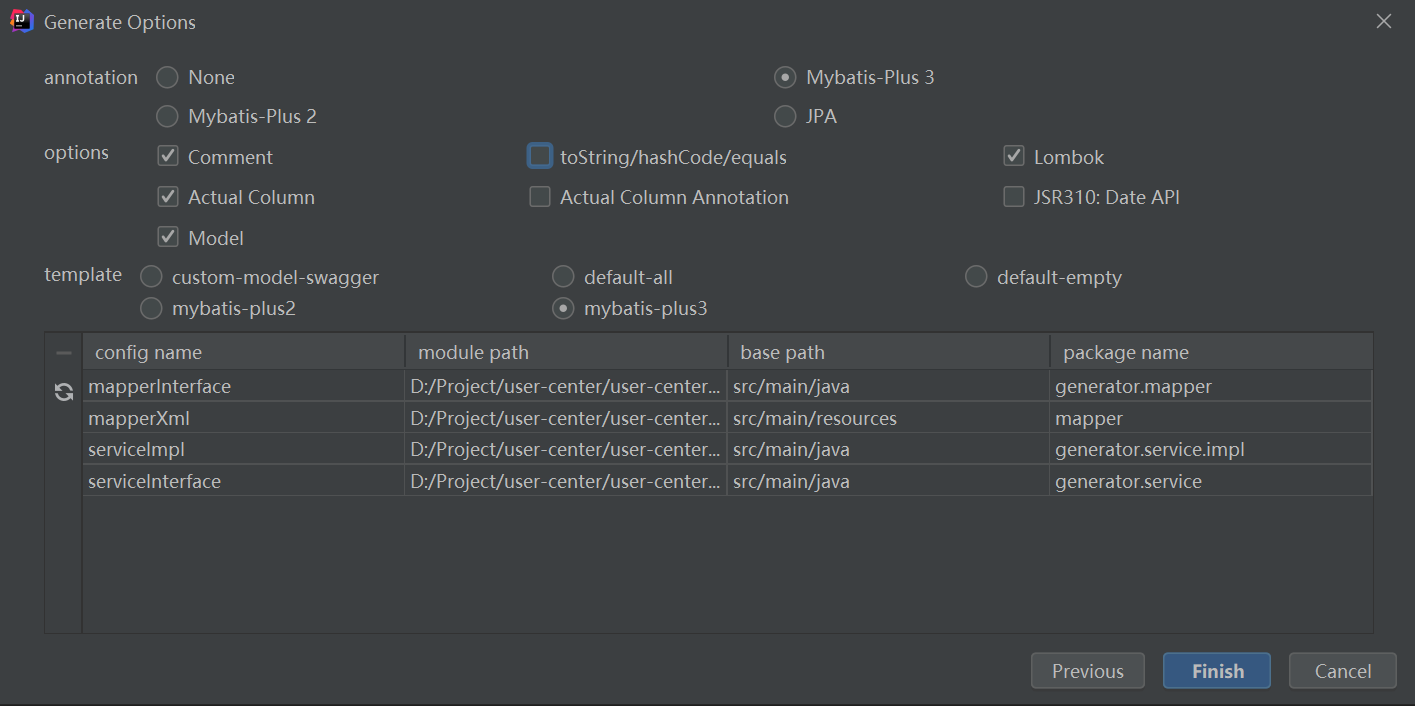 Generate Options
annotation None Mybatis-Plus 3
Mybatis-Plus 2 JPA
options Comment toString/hashCode/equals Lombok
Actual Column Actual Column Annotation JSR310: Date API
Model
template custom-model-swagger default-all default-empty
mybatis-plus2 mybatis-plus3
config name module path base path package name
mapperInterface D:/Project/user-center/user-center... src/main/java generator.mapper
mapperXml D:/Project/user-center/user-center... src/main/resources mapper
serviceImpl D:/Project/user-center/user-center... src/main/java generator.service.impl
serviceInterface D:/Project/user-center/user-center... src/main/java generator.service
Previous Finish Cancel